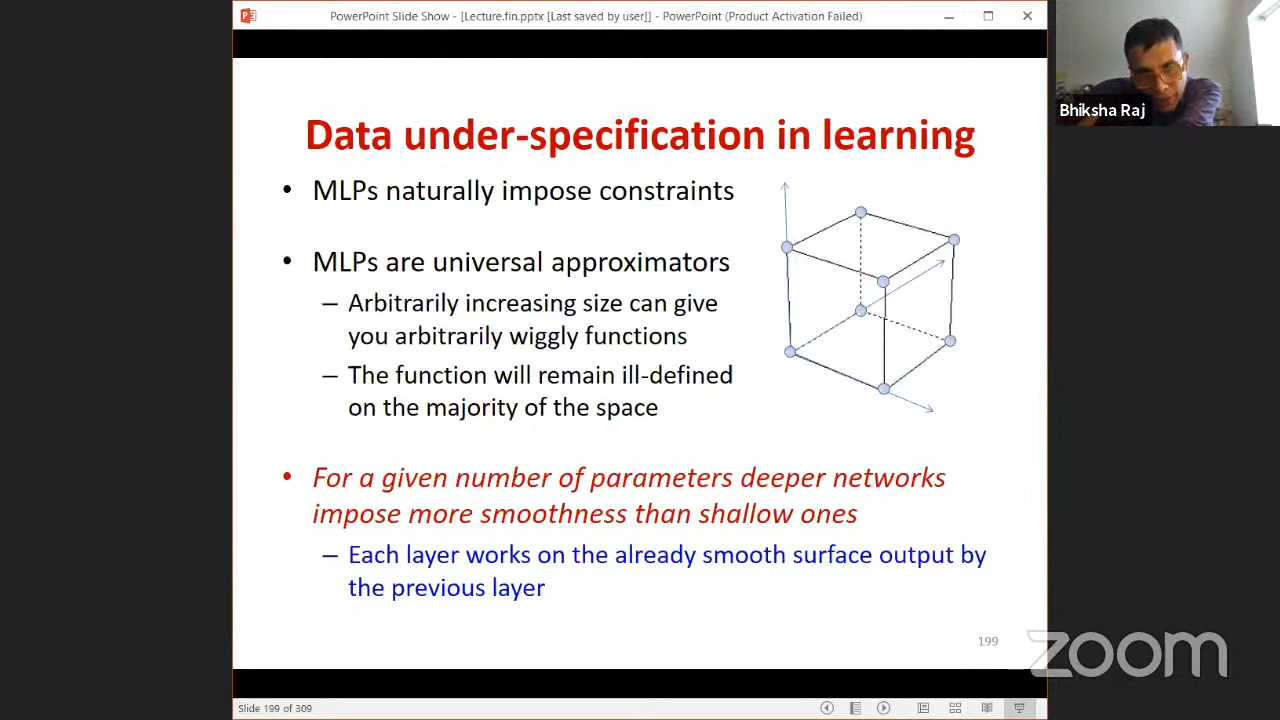 PowerPoint Slide Show - [Lecture.fin.pptx [Last saved by user]] - PowerPoint (Product Activation Failed)
Bhiksha Raj
Data under-specification in learning
• MLPs naturally impose constraints
• MLPs are universal approximators
– Arbitrarily increasing size can give
you arbitrarily wiggly functions
– The function will remain ill-defined
on the majority of the space
• For a given number of parameters deeper networks
impose more smoothness than shallow ones
– Each layer works on the already smooth surface output by
the previous layer
199
zoom
Slide 199 of 309